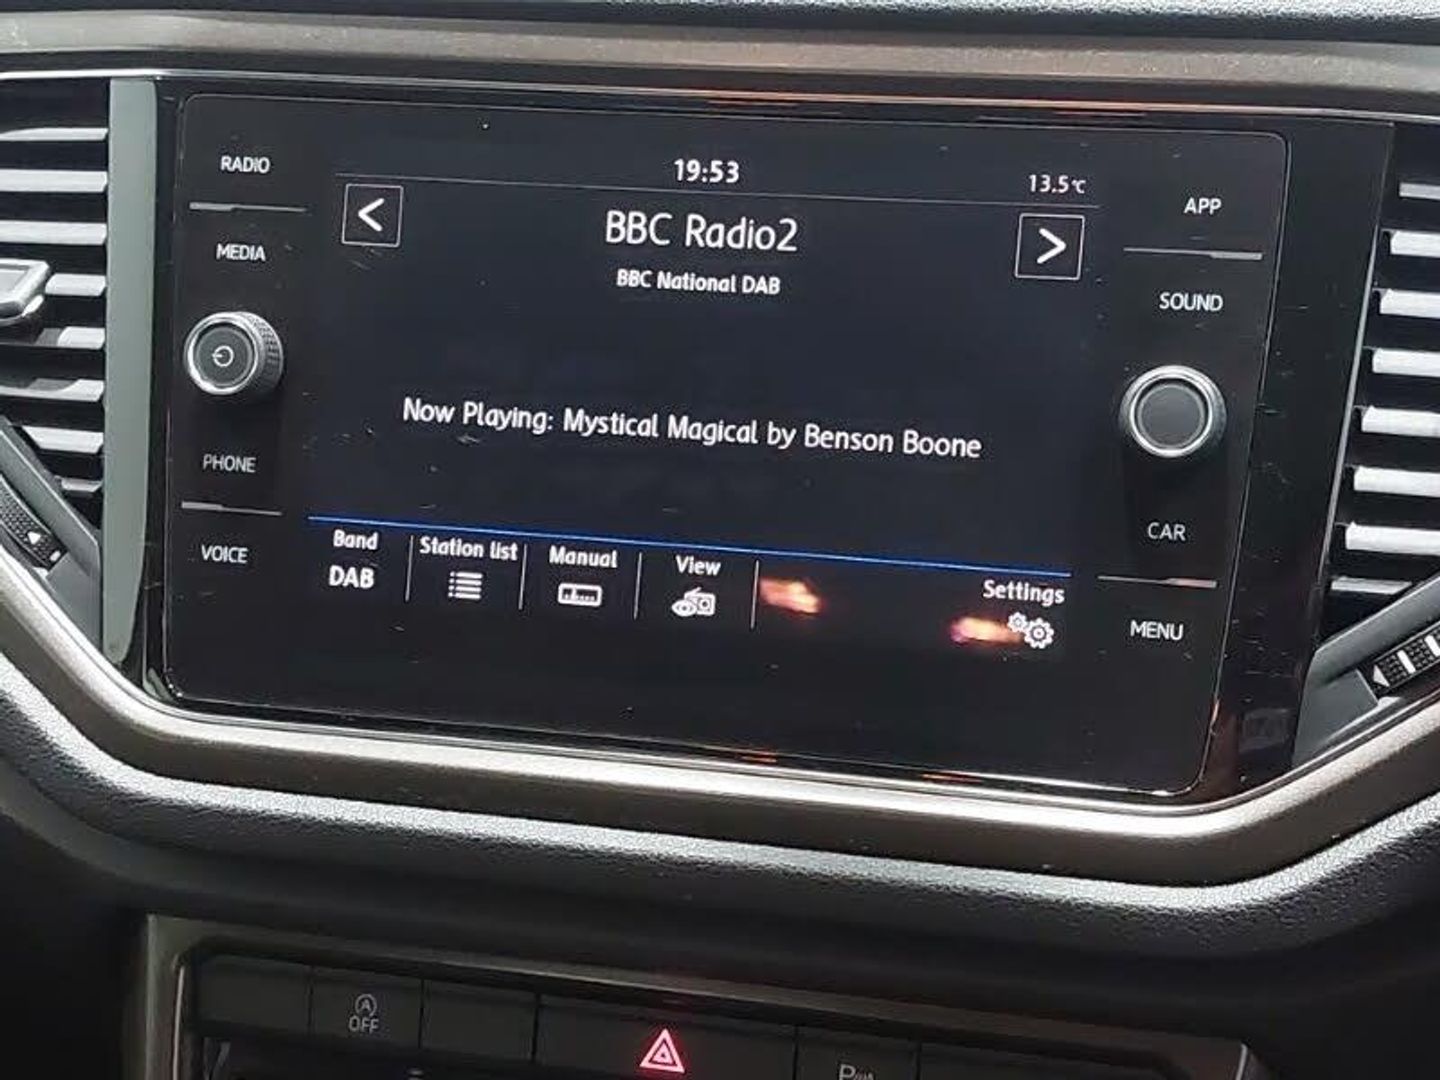 RADIO
MEDIA
PHONE
VOICE
19:53
13.5°C
BBC Radio2
BBC National DAB
Now Playing: Mystical Magical by Benson Boone
Band
DAB
Station list
Manual
View
Settings
APP
SOUND
CAR
MENU
A
OFF
P